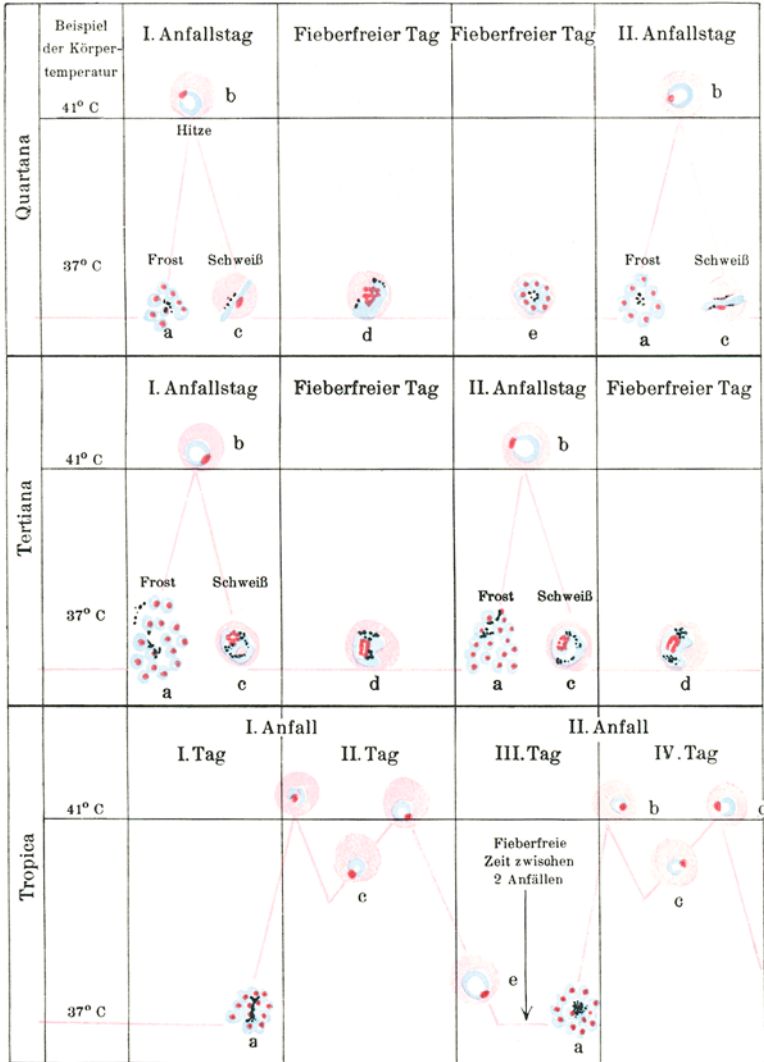 Beispiel
der Körper-
temperatur
I. Anfallstag
Fieberfreier Tag
Fieberfreier Tag
II. Anfallstag
b
b
41° C
Hitze
Quartana
37° C
Frost
Schweiß
Frost
Schweiß
a
c
d
e
a
c
I. Anfallstag
Fieberfreier Tag
II. Anfallstag
Fieberfreier Tag
b
b
41° C
Tertiana
Frost
Schweiß
Frost
Schweiß
37° C
a
c
d
a
c
d
I. Anfall
II. Anfall
I. Tag
II. Tag
III. Tag
IV. Tag
41° C
b
Tropica
Fieberfreie
Zeit zwischen
2 Anfällen
c
c
e
37° C
a
a